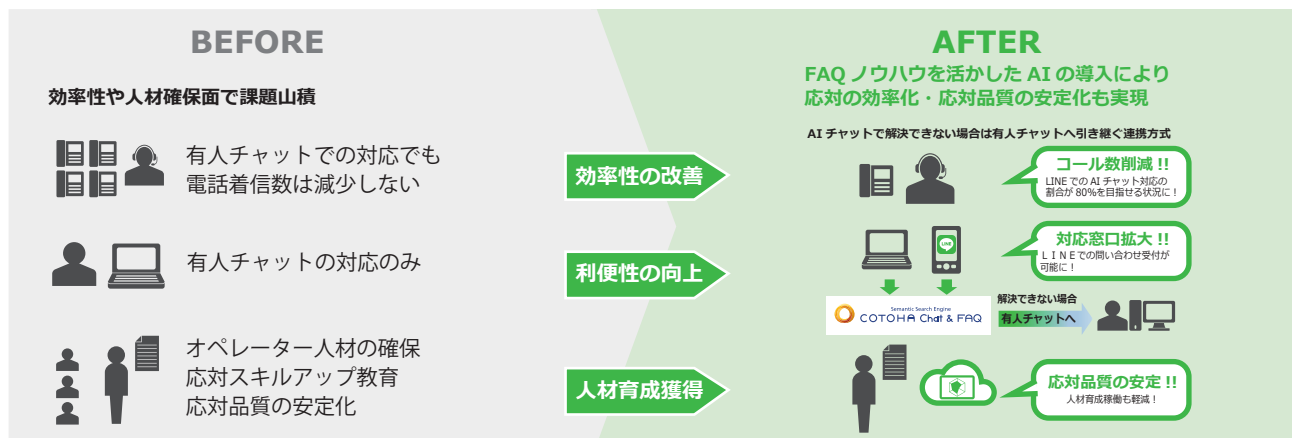 BEFORE
効率性や人材確保面で課題山積
有人チャットでの対応でも
電話着信数は減少しない
有人チャットの対応のみ
オペレーター人材の確保
応対スキルアップ教育
応対品質の安定化
効率性の改善
利便性の向上
人材育成獲得
AFTER
FAQ ノウハウを活かした AI の導入により
応対の効率化・応対品質の安定化も実現
AI チャットで解決できない場合は有人チャットへ引き継ぐ連携方式
コール数削減 !!
LINE での AI チャット対応の
割合が 80%を目指せる状況に !
LINE
対応窓口拡大 !!
ＬＩＮＥでの問い合わせ受付が
可能に !
Semantic Search Engine
COTOHA Chat & FAQ
解決できない場合
有人チャットへ
応対品質の安定 !!
人材育成稼働も軽減 !